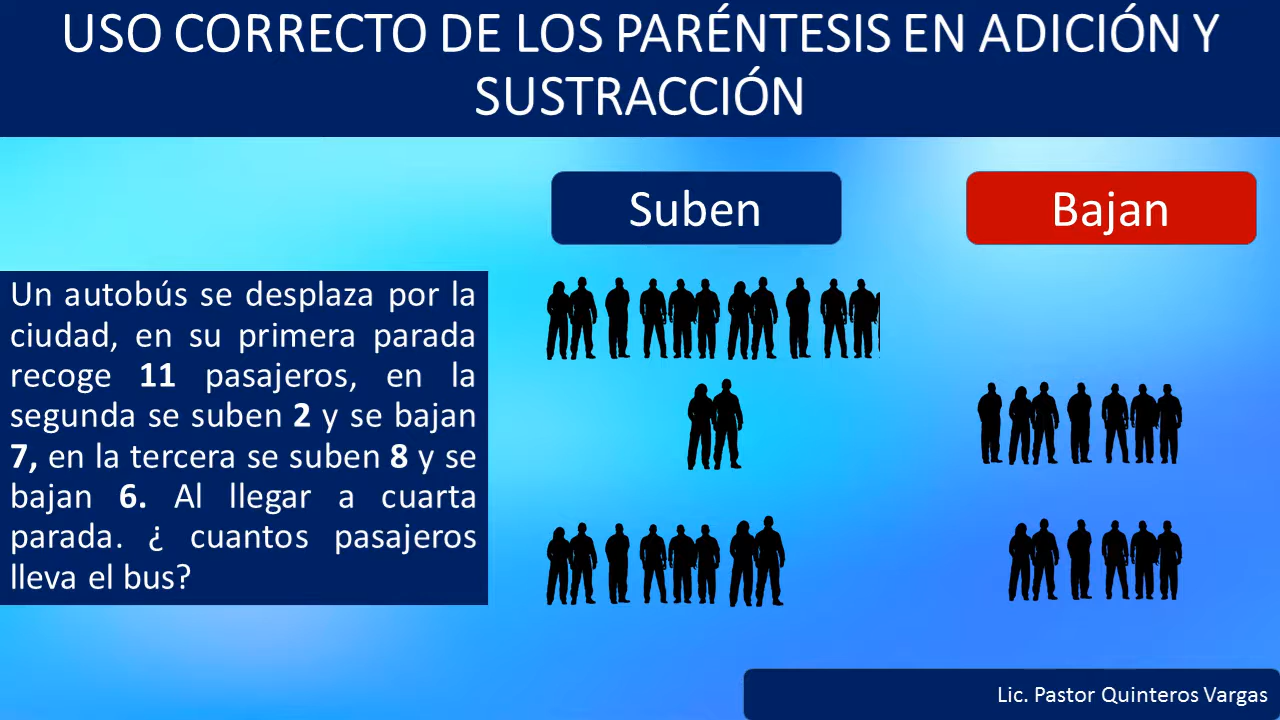 USO CORRECTO DE LOS PARÉNTESIS EN ADICIÓN Y
SUSTRACCIÓN
Suben
Bajan
Un autobús se desplaza por la
ciudad, en su primera parada
recoge 11 pasajeros, en la
segunda se suben 2 y se bajan
7, en la tercera se suben 8 y se
bajan 6. Al llegar a cuarta
parada. ¿ cuantos pasajeros
lleva el bus?
Lic. Pastor Quinteros Vargas